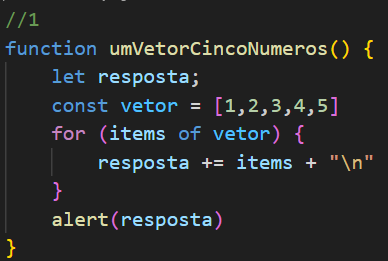 //1
function umVetorCincoNumeros() {
    let resposta;
    const vetor = [1,2,3,4,5]
    for (items of vetor) {
        resposta += items + "\n"
    }
    alert(resposta)
}